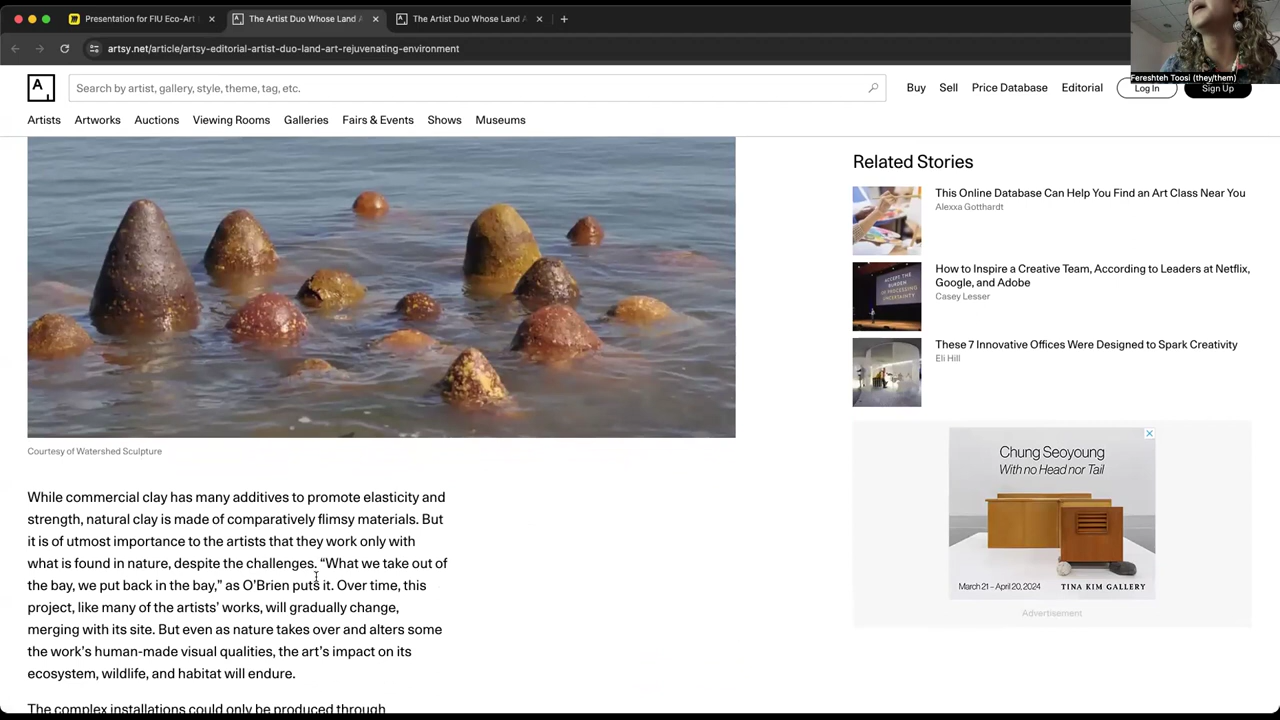 Presentation for FIU Eco-Art
The Artist Duo Whose Land A
The Artist Duo Whose Land A
artsy.net/article/artsy-editorial-artist-duo-land-art-rejuvenating-environment
Fereshteh Toosi (they/them)
A
Search by artist, gallery, style, theme, tag, etc.
Buy Sell Price Database Editorial Log In Sign Up
Artists Artworks Auctions Viewing Rooms Galleries Fairs & Events Shows Museums
Courtesy of Watershed Sculpture
While commercial clay has many additives to promote elasticity and
strength, natural clay is made of comparatively flimsy materials. But
it is of utmost importance to the artists that they work only with
what is found in nature, despite the challenges. “What we take out of
the bay, we put back in the bay,” as O’Brien puts it. Over time, this
project, like many of the artists’ works, will gradually change,
merging with its site. But even as nature takes over and alters some
the work’s human-made visual qualities, the art’s impact on its
ecosystem, wildlife, and habitat will endure.
The complex installations could only be produced through
Related Stories
This Online Database Can Help You Find an Art Class Near You
Alexxa Gotthardt
ACCEPT THE
BURDEN
PROCESSING
UNCERTAINTY
How to Inspire a Creative Team, According to Leaders at Netflix,
Google, and Adobe
Casey Lesser
These 7 Innovative Offices Were Designed to Spark Creativity
Eli Hill
Chung Seoyoung
With no Head nor Tail
March 21 – April 20, 2024 TINA KIM GALLERY
Advertisement